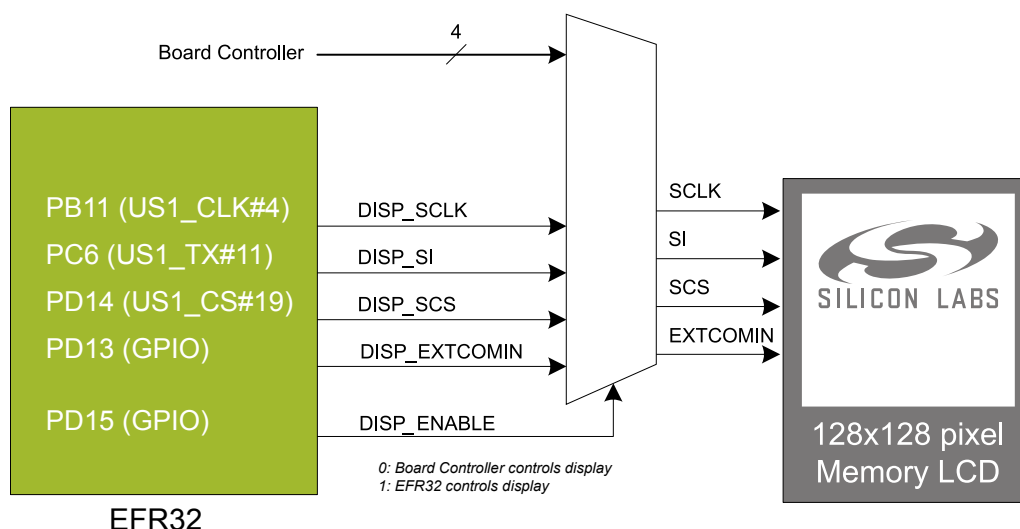 4
Board Controller
PB11 (US1_CLK#4)
PC6 (US1_TX#11)
PD14 (US1_CS#19)
PD13 (GPIO)
PD15 (GPIO)
EFR32
DISP_SCLK
DISP_SI
DISP_SCS
DISP_EXTCOMIN
DISP_ENABLE
0: Board Controller controls display
1: EFR32 controls display
SCLK
SI
SCS
EXTCOMIN
SILICON LABS
128x128 pixel
Memory LCD